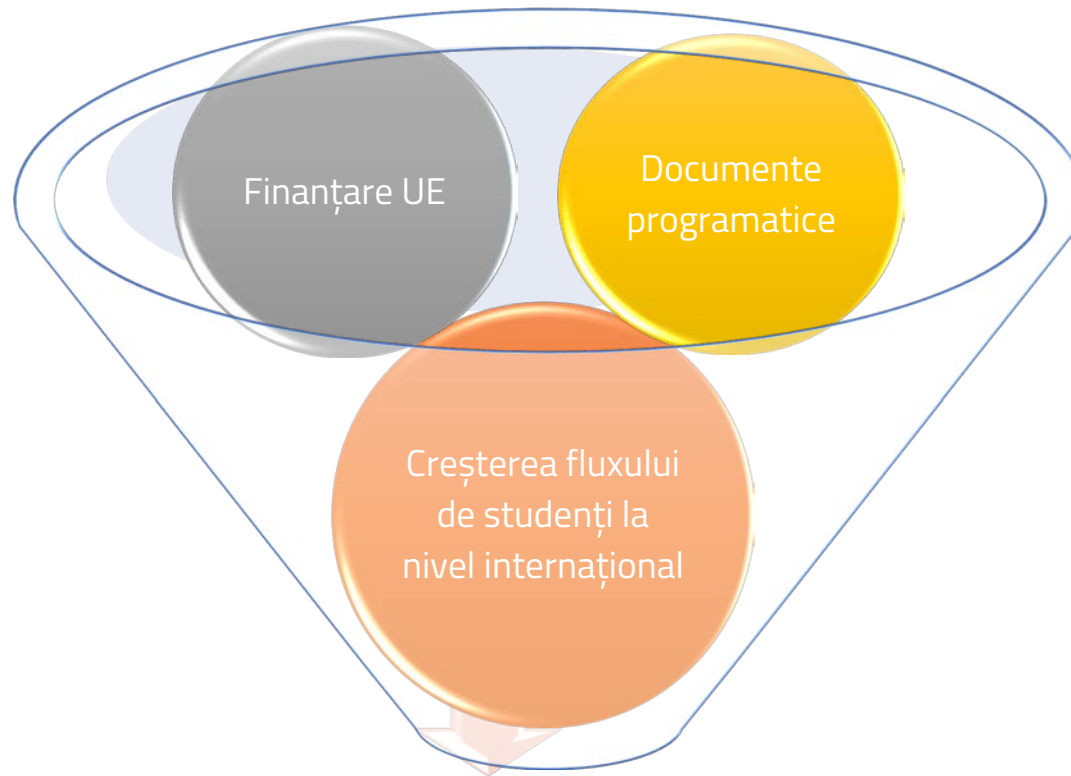 Finanțare UE
Documente
programatice
Creșterea fluxului
de studenți la
nivel internațional